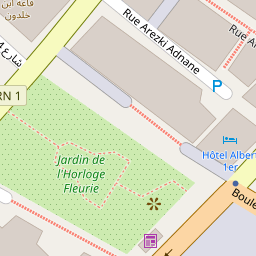 قاعة ابن
خلدون
Rue Arezki Adnane
RN 1
P
Jardin de
l'Horloge
Fleurie
Hôtel Albert
1er